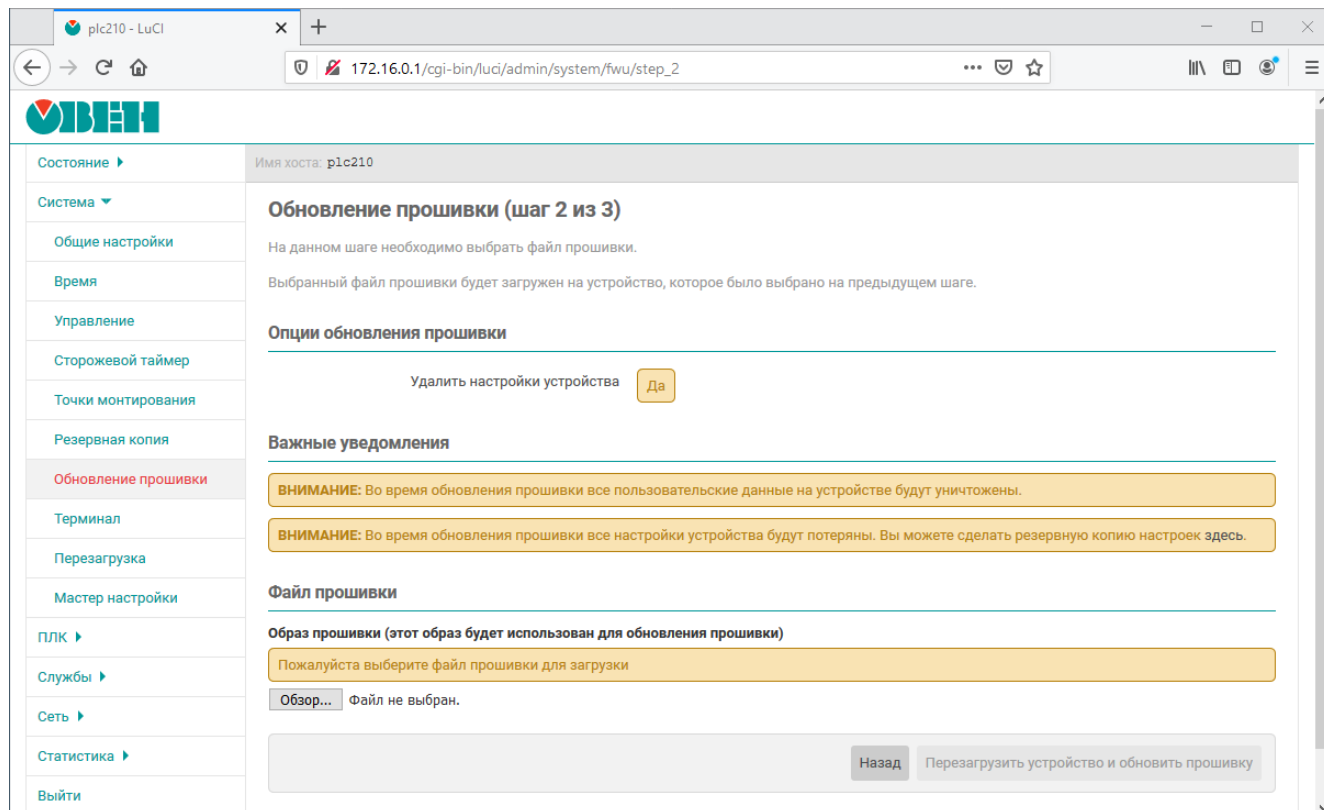 plc210 - LuCI
172.16.0.1/cgi-bin/luci/admin/system/fwu/step_2
ОВЕН
Состояние
Имя хоста: plc210
Система
Общие настройки
Время
Управление
Сторожевой таймер
Точки монтирования
Резервная копия
Обновление прошивки
Терминал
Перезагрузка
Мастер настройки
ПЛК
Службы
Сеть
Статистика
Выйти
Обновление прошивки (шаг 2 из 3)
На данном шаге необходимо выбрать файл прошивки.
Выбранный файл прошивки будет загружен на устройство, которое было выбрано на предыдущем шаге.
Опции обновления прошивки
Удалить настройки устройства Да
Важные уведомления
ВНИМАНИЕ: Во время обновления прошивки все пользовательские данные на устройстве будут уничтожены.
ВНИМАНИЕ: Во время обновления прошивки все настройки устройства будут потеряны. Вы можете сделать резервную копию настроек здесь.
Файл прошивки
Образ прошивки (этот образ будет использован для обновления прошивки)
Пожалуйста выберите файл прошивки для загрузки
Обзор... Файл не выбран.
Назад Перезагрузить устройство и обновить прошивку